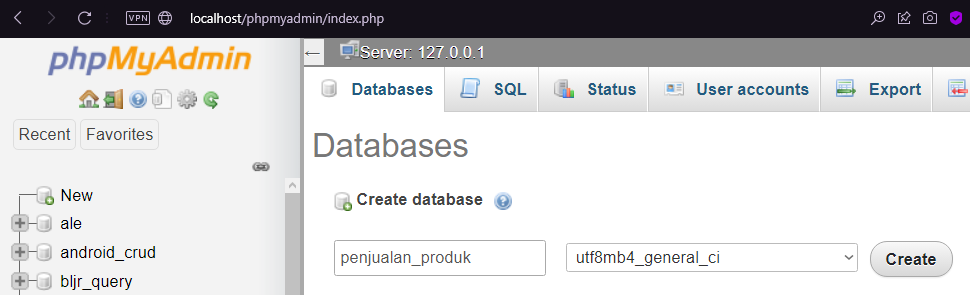 VPN localhost/phpmyadmin/index.php
phpMyAdmin
Recent Favorites
New
ale
android_crud
bljr_query
Server: 127.0.0.1
Databases SQL Status User accounts Export
Databases
Create database
penjualan_produk utf8mb4_general_ci Create